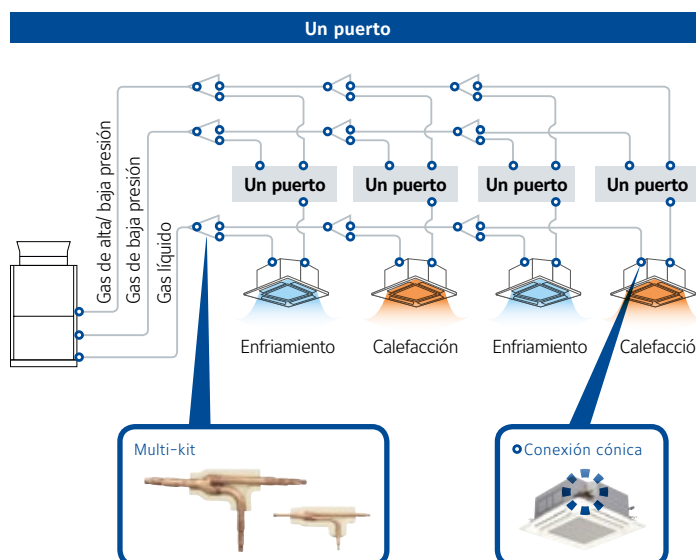 Un puerto
Gas de alta/ baja presión
Gas de baja presión
Gas líquido
Un puerto
Un puerto
Un puerto
Un puerto
Enfriamiento
Calefacción
Enfriamiento
Calefacció
Multi-kit
Conexión cónica